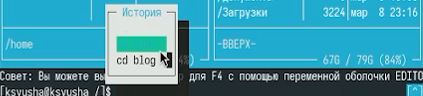 История
/Загрузки 3224 мар 8 23:16
/home
-ВВЕРХ-
cd blog
4%)
67G / 79G (84%)
Совет: Вы можете вы р для F4 с помощью переменной оболочки EDITO
[ksyusha@ksyusha /]$ [^]